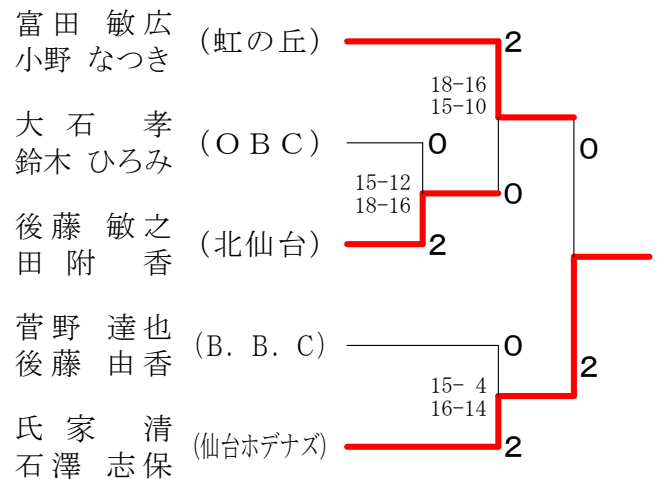 富田 敏広
小野 なつき
(虹の丘)
2
18-16
15-10
大石 孝
鈴木 ひろみ
(ＯＢＣ)
0
0
15-12
18-16
0
後藤 敏之
田附 香
(北仙台)
2
菅野 達也
後藤 由香
(B. B. C)
0
2
15- 4
16-14
氏家 清
石澤 志保
(仙台ホデナズ)
2